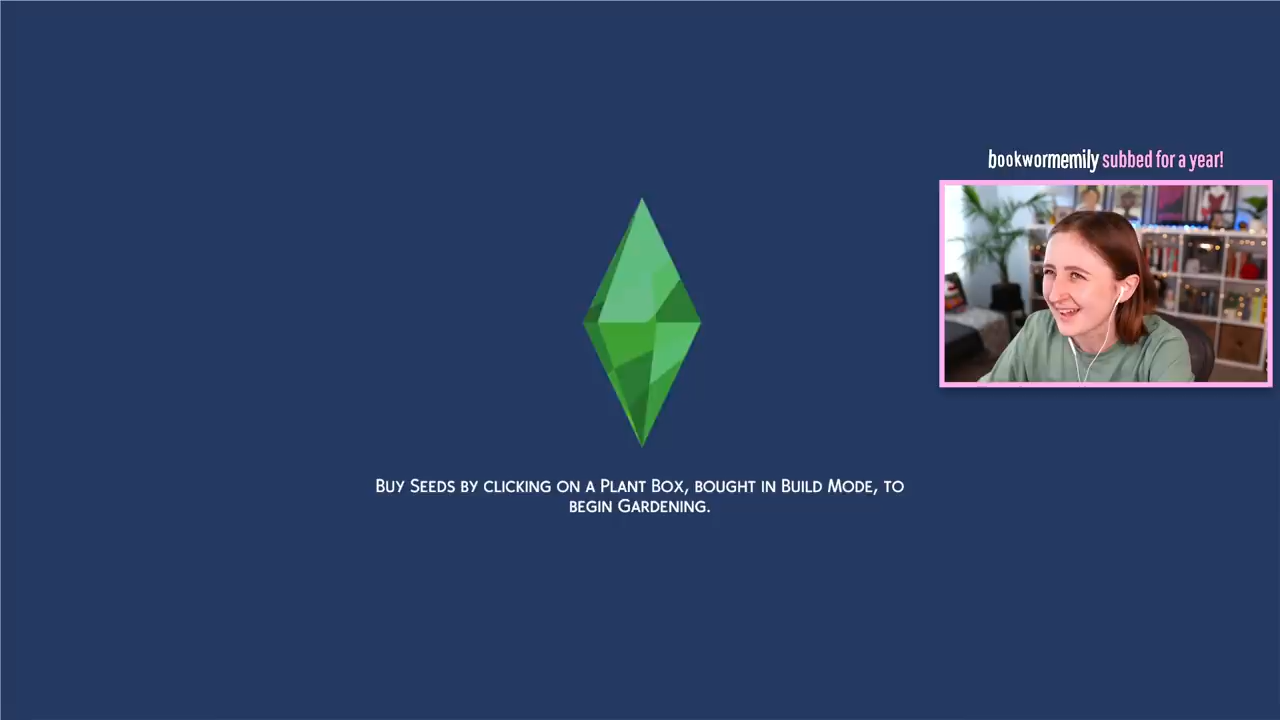 bookwormemily subbed for a year!
Buy Seeds by clicking on a Plant Box, bought in Build Mode, to
begin Gardening.